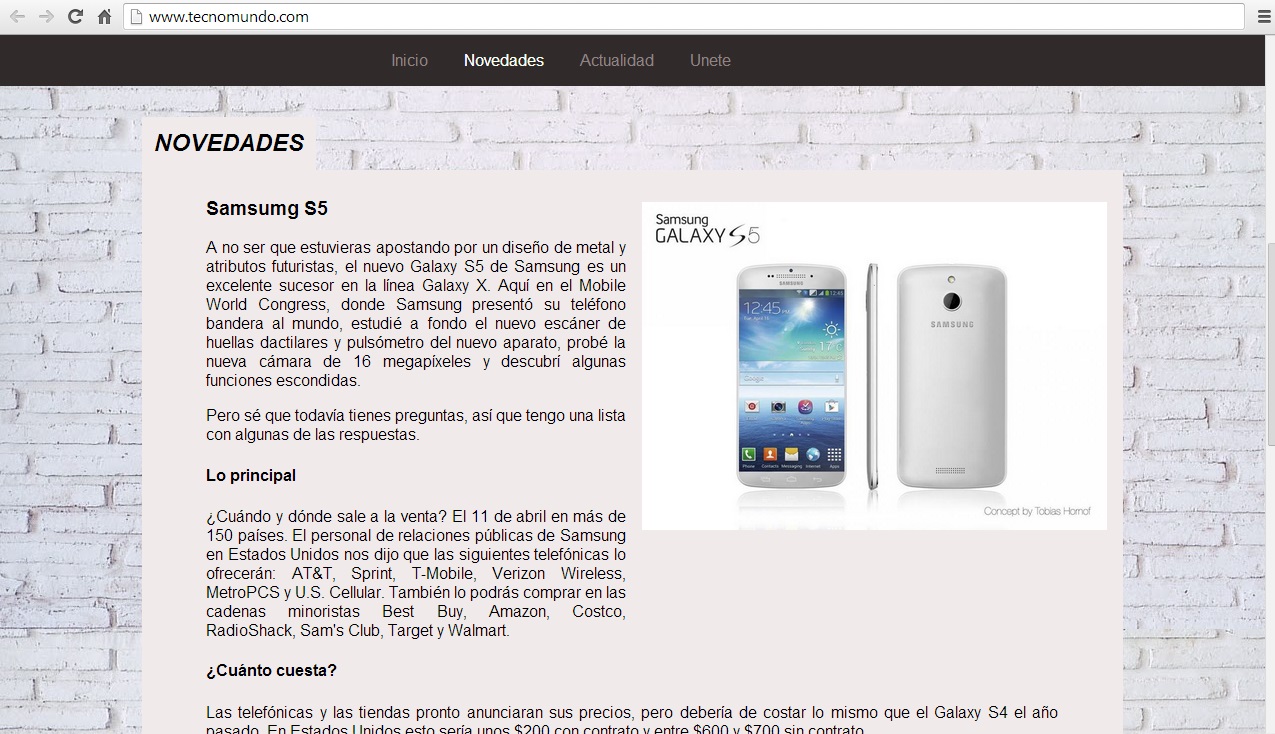 www.tecnomundo.com
Inicio Novedades Actualidad Unete
NOVEDADES
Samsumg S5
A no ser que estuvieras apostando por un diseño de metal y
atributos futuristas, el nuevo Galaxy S5 de Samsung es un
excelente sucesor en la línea Galaxy X. Aquí en el Mobile
World Congress, donde Samsung presentó su teléfono
bandera al mundo, estudié a fondo el nuevo escáner de
huellas dactilares y pulsómetro del nuevo aparato, probé la
nueva cámara de 16 megapíxeles y descubrí algunas
funciones escondidas.
Pero sé que todavía tienes preguntas, así que tengo una lista
con algunas de las respuestas.
Lo principal
¿Cuándo y dónde sale a la venta? El 11 de abril en más de
150 países. El personal de relaciones públicas de Samsung
en Estados Unidos nos dijo que las siguientes telefónicas lo
ofrecerán: AT&T, Sprint, T-Mobile, Verizon Wireless,
MetroPCS y U.S. Cellular. También lo podrás comprar en las
cadenas minoristas Best Buy, Amazon, Costco,
RadioShack, Sam's Club, Target y Walmart.
Samsung
GALAXY S5
SAMSUNG
12:45
Google
Phone Contacts Messaging Internet Apps
SAMSUNG
Concept by Tobias Hornof
¿Cuánto cuesta?
Las telefónicas y las tiendas pronto anunciaran sus precios, pero debería de costar lo mismo que el Galaxy S4 el año
pasado. En Estados Unidos esto sería unos $200 con contrato y entre $600 y $700 sin contrato